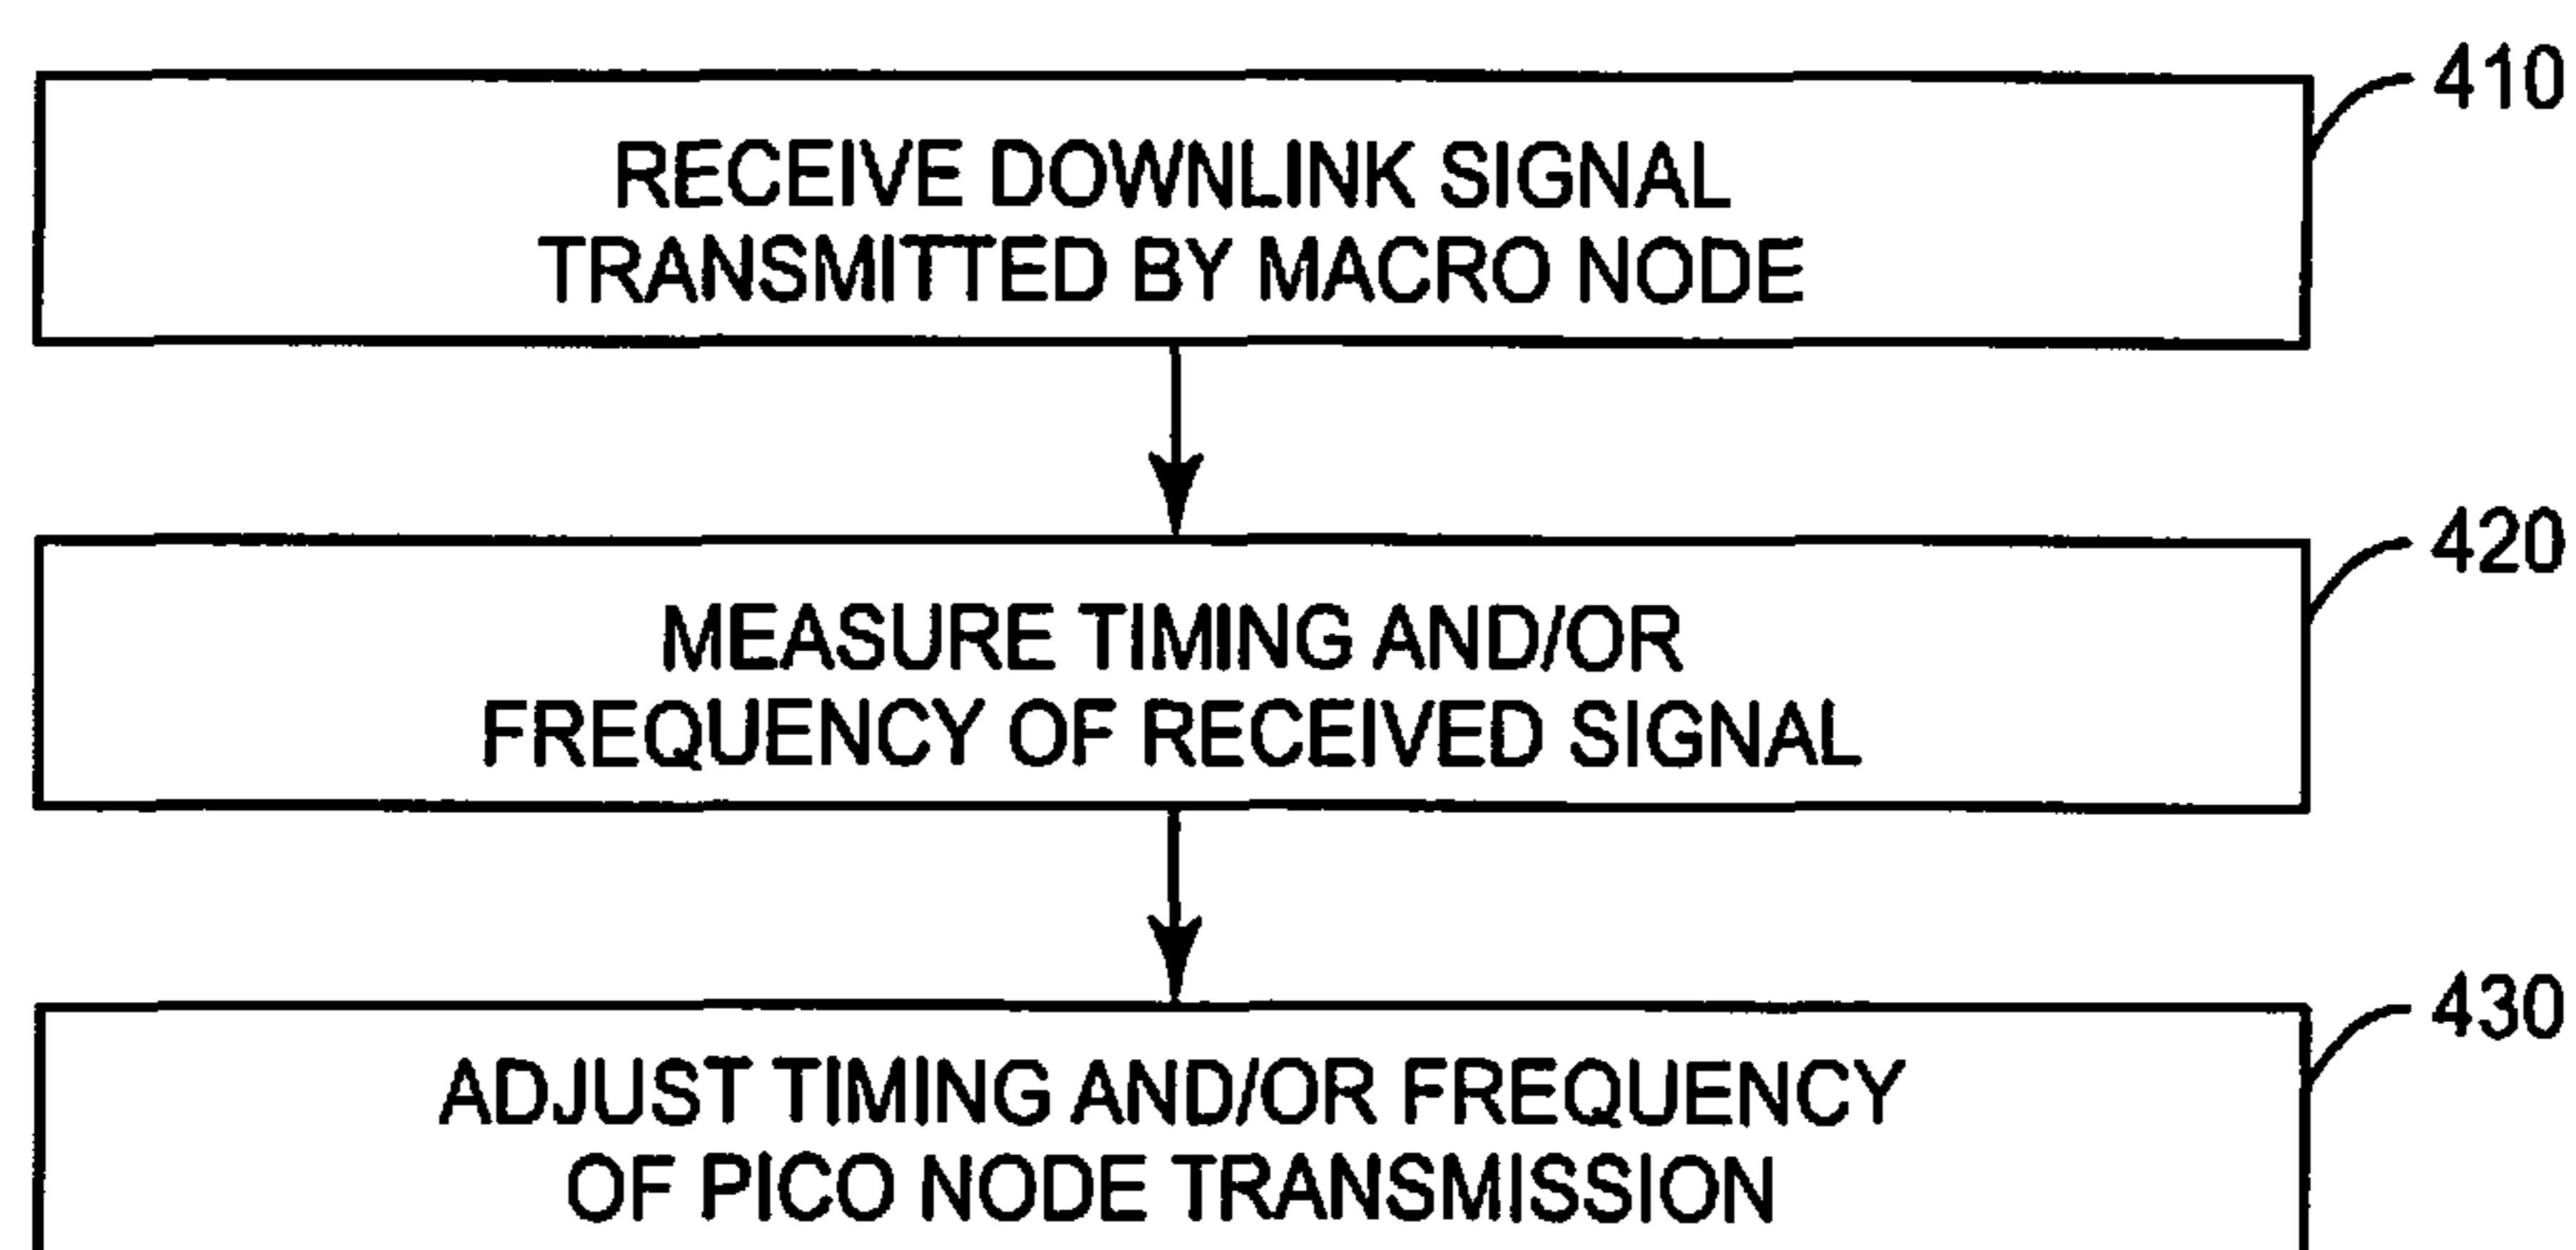 410
RECEIVE DOWNLINK SIGNAL
TRANSMITTED BY MACRO NODE
420
MEASURE TIMING AND/OR
FREQUENCY OF RECEIVED SIGNAL
430
ADJUST TIMING AND/OR FREQUENCY
OF PICO NODE TRANSMISSION